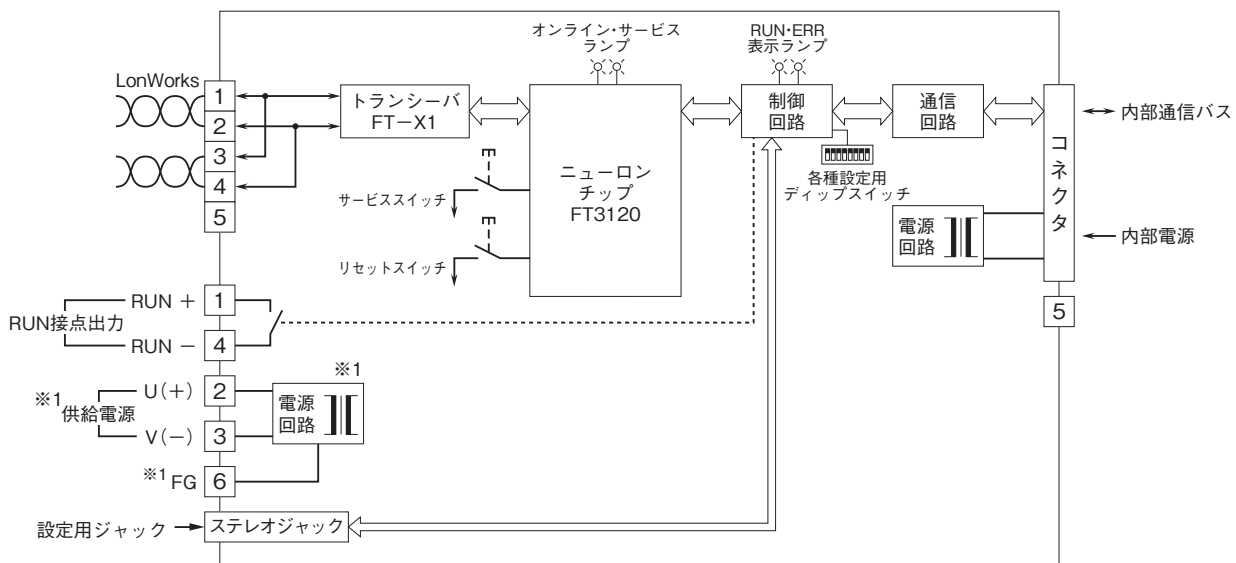 オンライン・サービス
ランプ
RUN・ERR
表示ランプ
LonWorks
1
2
3
4
5
トランシーバ
FT－X1
ニューロン
チップ
FT3120
制御
回路
通信
回路
コネクタ
内部通信バス
各種設定用
ディップスイッチ
サービススイッチ
リセットスイッチ
電源
回路
内部電源
5
RUN接点出力
RUN ＋
1
RUN －
4
※1
供給電源
U(＋)
2
V(－)
3
※1
電源
回路
※1 FG
6
設定用ジャック
ステレオジャック